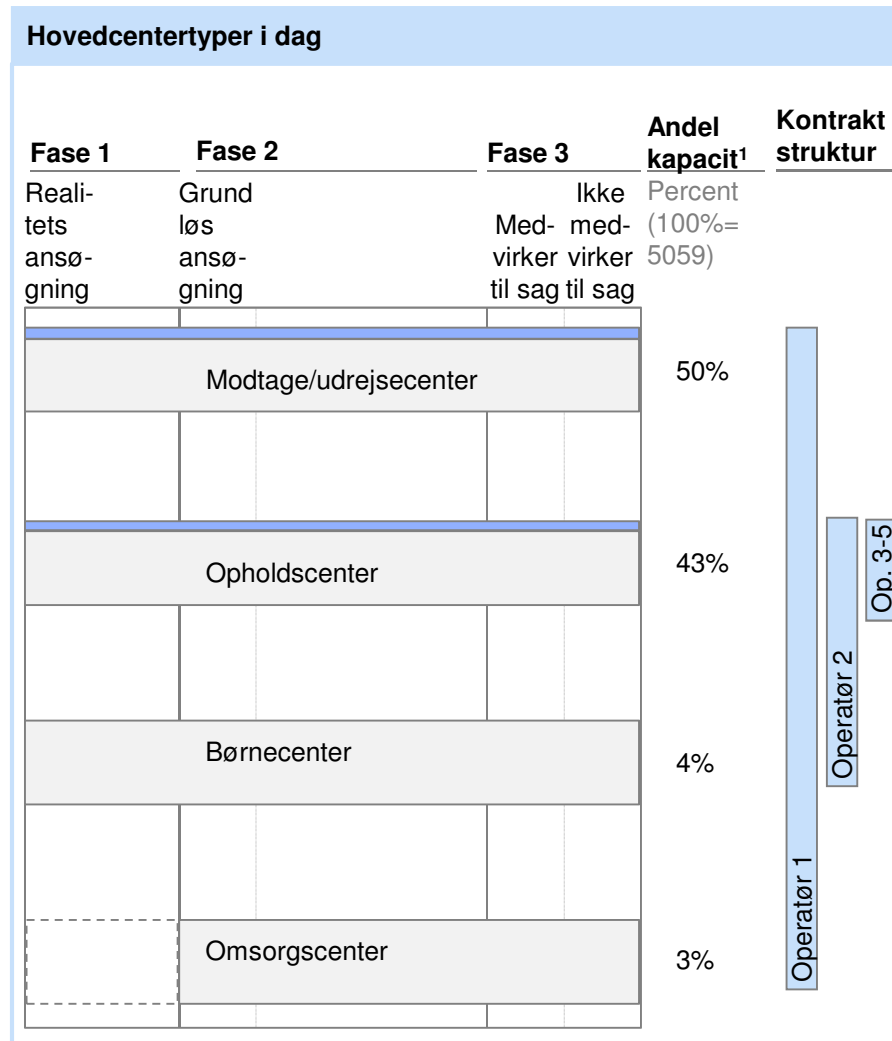 Hovedcentertyper i dag
Fase 1
Fase 2
Fase 3
Andel
kapacit¹
Kontrakt
struktur
Reali-
tets
ansø-
gning
Grund
løs
ansø-
gning
Med-
virker
til sag
Ikke
med-
virker
til sag
Percent
(100%=
5059)
Modtage/udrejsecenter
50%
Opholdscenter
43%
Børnecenter
4%
Omsorgscenter
3%
Operatør 1
Operatør 2
Op. 3-5